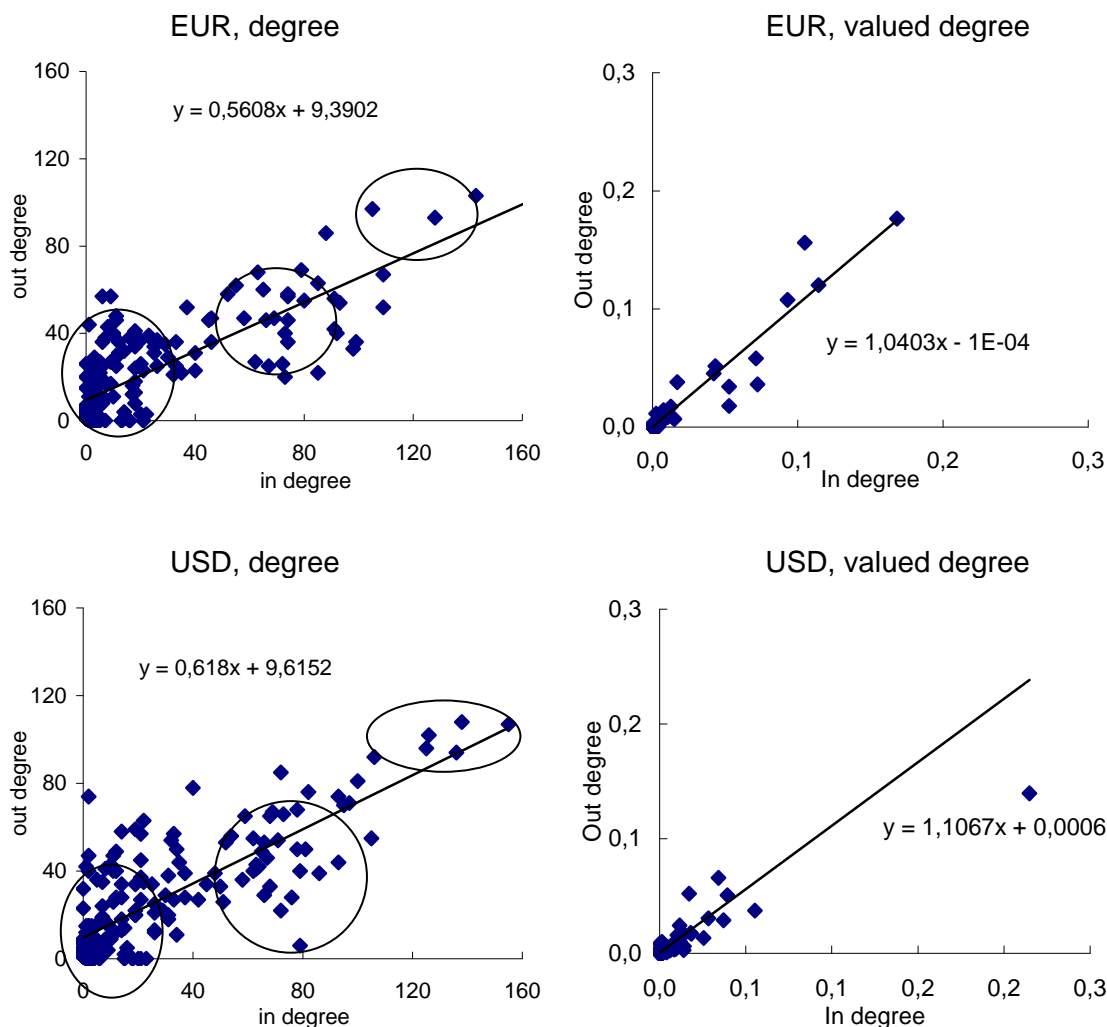 EUR, degree
160
120
80
40
0
0 40 80 120 160
out degree
in degree
y = 0,5608x + 9,3902
EUR, valued degree
0,3
0,2
0,1
0,0
0,0 0,1 0,2 0,3
Out degree
In degree
y = 1,0403x - 1E-04
USD, degree
160
120
80
40
0
0 40 80 120 160
out degree
in degree
y = 0,618x + 9,6152
USD, valued degree
0,3
0,2
0,1
0,0
0,0 0,1 0,1 0,2 0,2 0,3
Out degree
In degree
y = 1,1067x + 0,0006